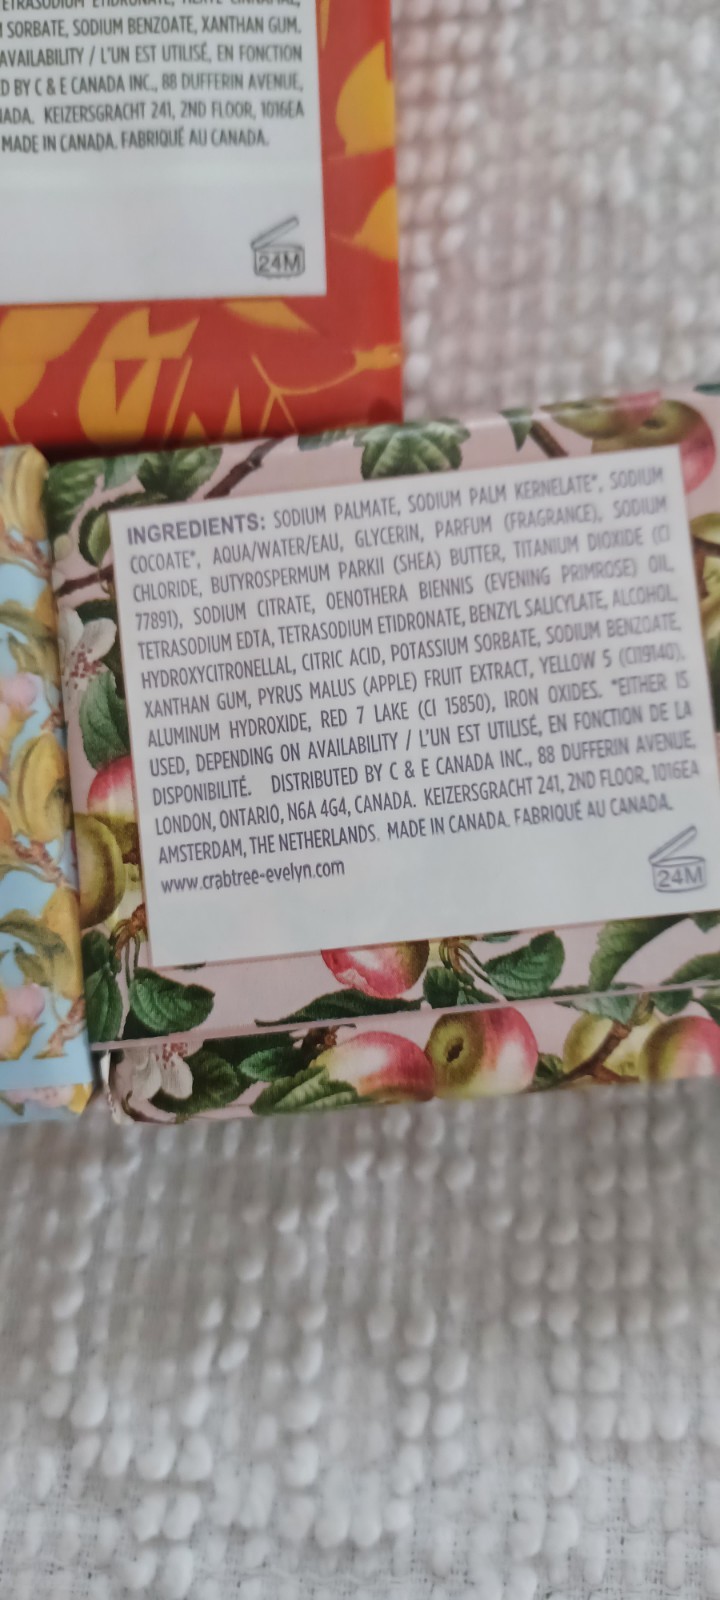 ETRASODIUM ETIDRONATE,
SORBATE, SODIUM BENZOATE, XANTHAN GUM.
AVAILABILITY / L'UN EST UTILISÉ, EN FONCTION
D BY C & E CANADA INC., 88 DUFFERIN AVENUE,
NADA. KEIZERSGRACHT 241, 2ND FLOOR, 1016EA
MADE IN CANADA. FABRIQUÉ AU CANADA.
24M
INGREDIENTS: SODIUM PALMATE, SODIUM PALM KERNELATE*, SODIUM
COCOATE*, AQUA/WATER/EAU, GLYCERIN, PARFUM (FRAGRANCE), SODIUM
CHLORIDE, BUTYROSPERMUM PARKII (SHEA) BUTTER, TITANIUM DIOXIDE (CI
77891), SODIUM CITRATE, OENOTHERA BIENNIS (EVENING PRIMROSE) OIL,
TETRASODIUM EDTA, TETRASODIUM ETIDRONATE, BENZYL SALICYLATE, ALCOHOL,
HYDROXYCITRONELLAL, CITRIC ACID, POTASSIUM SORBATE, SODIUM BENZOATE,
XANTHAN GUM, PYRUS MALUS (APPLE) FRUIT EXTRACT, YELLOW 5 (CI19140),
ALUMINUM HYDROXIDE, RED 7 LAKE (CI 15850), IRON OXIDES. *EITHER IS
USED, DEPENDING ON AVAILABILITY / L'UN EST UTILISÉ, EN FONCTION DE LA
DISPONIBILITÉ. DISTRIBUTED BY C & E CANADA INC., 88 DUFFERIN AVENUE,
LONDON, ONTARIO, N6A 4G4, CANADA. KEIZERSGRACHT 241, 2ND FLOOR, 1016EA
AMSTERDAM, THE NETHERLANDS. MADE IN CANADA. FABRIQUÉ AU CANADA.
www.crabtree-evelyn.com
24M